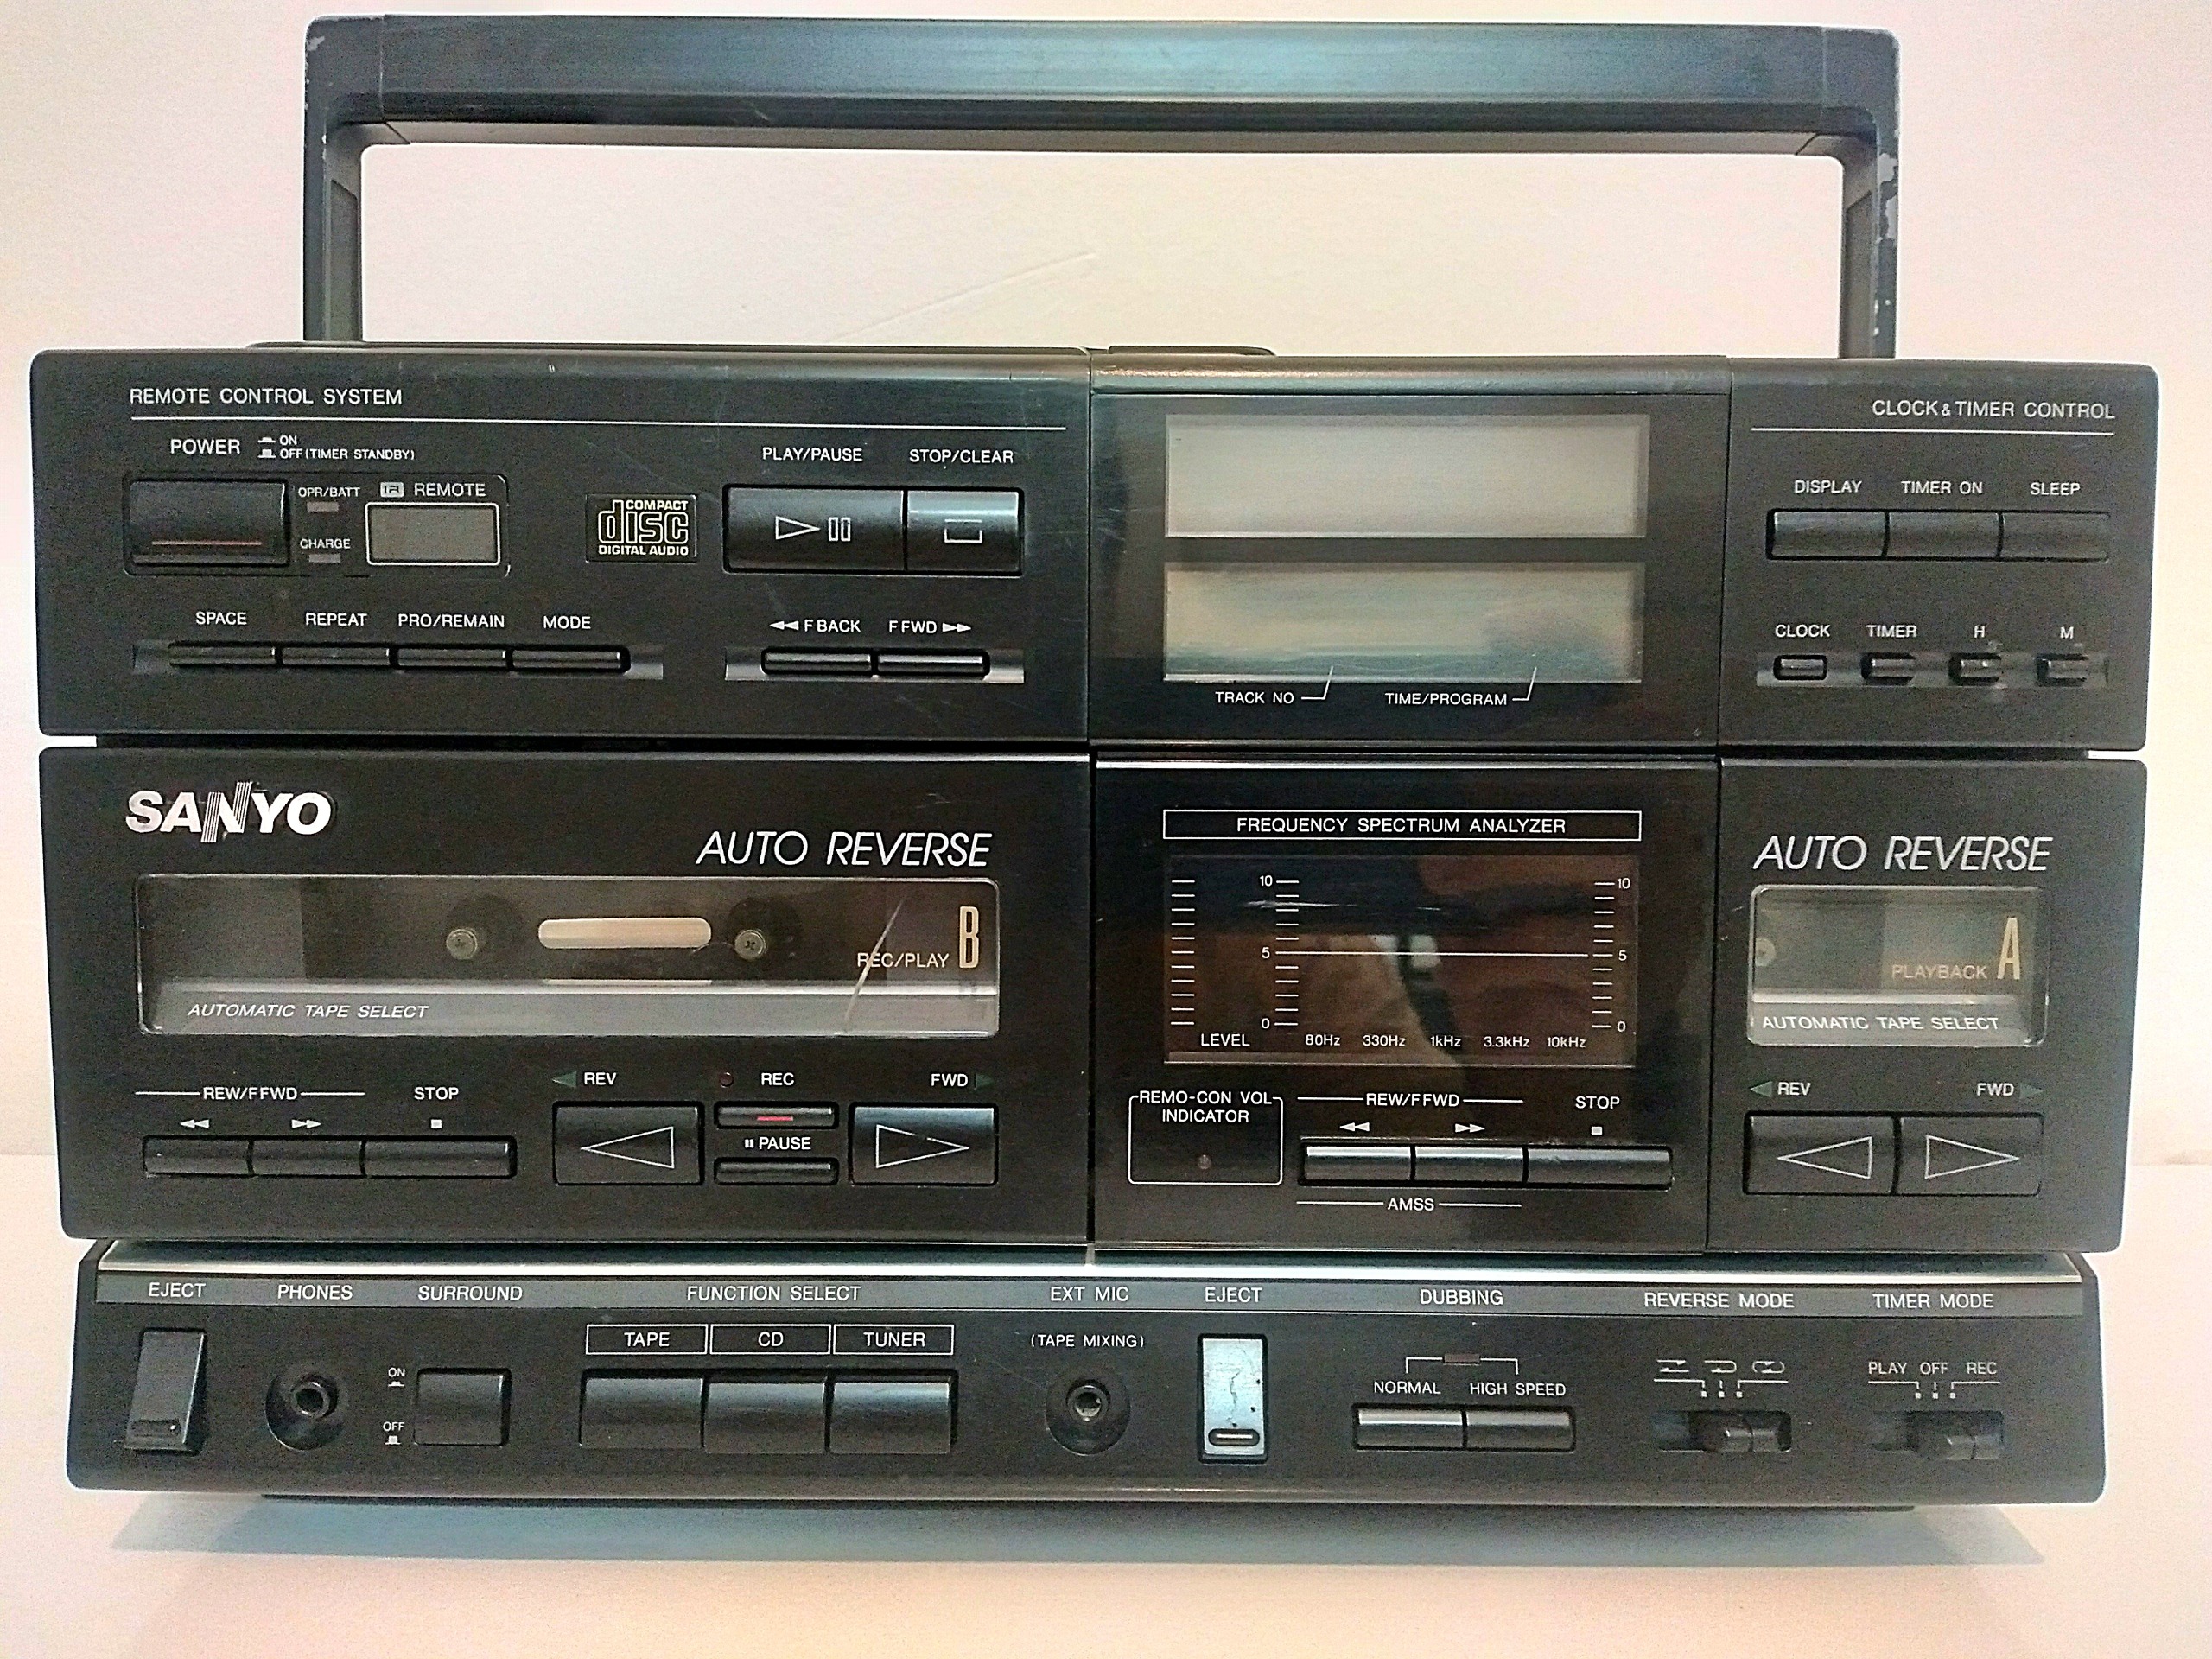 REMOTE CONTROL SYSTEM
CLOCK & TIMER CONTROL
POWER ON
OFF (TIMER STANDBY)
PLAY/PAUSE STOP/CLEAR
OPR/BATT REMOTE
CHARGE
COMPACT
disc
DIGITAL AUDIO
DISPLAY TIMER ON SLEEP
SPACE REPEAT PRO/REMAIN MODE
F BACK F FWD
CLOCK TIMER H M
TRACK NO TIME/PROGRAM
SANYO
AUTO REVERSE
REC/PLAY B
AUTOMATIC TAPE SELECT
REW/F FWD STOP
REV REC FWD
PAUSE
FREQUENCY SPECTRUM ANALYZER
10 10
5 5
0 0
LEVEL 80Hz 330Hz 1kHz 3.3kHz 10kHz
REMO-CON VOL
INDICATOR
REW/F FWD STOP
AMSS
AUTO REVERSE
PLAYBACK A
AUTOMATIC TAPE SELECT
REV FWD
EJECT PHONES SURROUND FUNCTION SELECT EXT MIC EJECT DUBBING REVERSE MODE TIMER MODE
TAPE CD TUNER
(TAPE MIXING)
ON
OFF
NORMAL HIGH SPEED
PLAY OFF REC